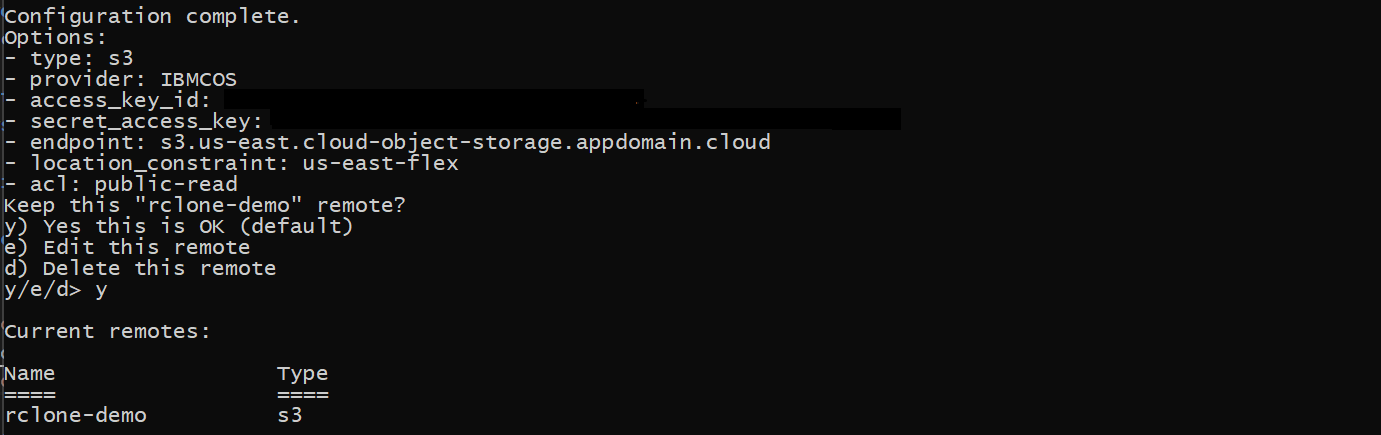 Configuration complete.
Options:
- type: s3
- provider: IBMCOS
- access_key_id:
- secret_access_key:
- endpoint: s3.us-east.cloud-object-storage.appdomain.cloud
- location_constraint: us-east-flex
- acl: public-read
Keep this "rclone-demo" remote?
y) Yes this is OK (default)
e) Edit this remote
d) Delete this remote
y/e/d> y
Current remotes:
Name                 Type
====                 ====
rclone-demo          s3